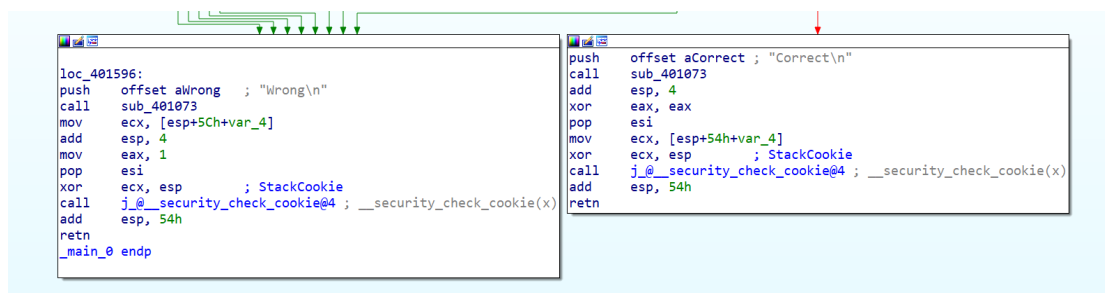 loc_401596:
push offset aWrong ; "Wrong\n"
call sub_401073
mov ecx, [esp+5Ch+var_4]
add esp, 4
mov eax, 1
pop esi
xor ecx, esp ; StackCookie
call j_@__security_check_cookie@4 ; __security_check_cookie(x)
add esp, 54h
retn
_main_0 endp
push offset aCorrect ; "Correct\n"
call sub_401073
add esp, 4
xor eax, eax
pop esi
mov ecx, [esp+54h+var_4]
xor ecx, esp ; StackCookie
call j_@__security_check_cookie@4 ; __security_check_cookie(x)
add esp, 54h
retn